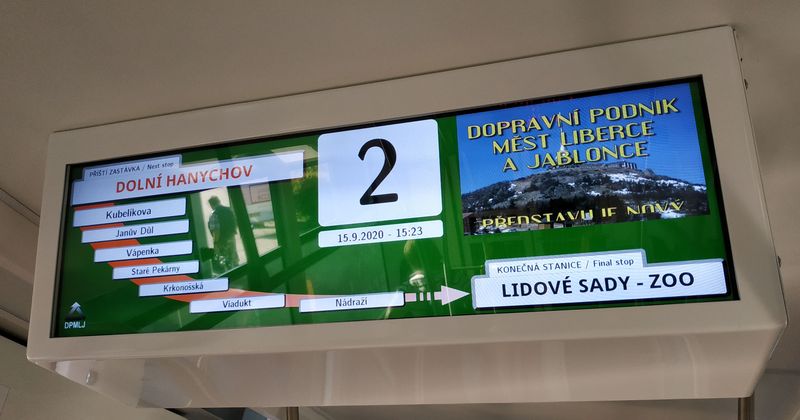 PŘÍŠTÍ ZASTÁVKA / Next stop
DOLNÍ HANYCHOV
Kubelíkova
Janův Důl
Vápenka
Staré Pekárny
Krkonošská
Viadukt
Nádraží
DPMLJ
2
15.9.2020 - 15:23
DOPRAVNÍ PODNIK
MĚST LIBERCE
A JABLONCE
PŘEDSTAVUJE NOVÝ
KONEČNÁ STANICE / Final stop
LIDOVÉ SADY - ZOO